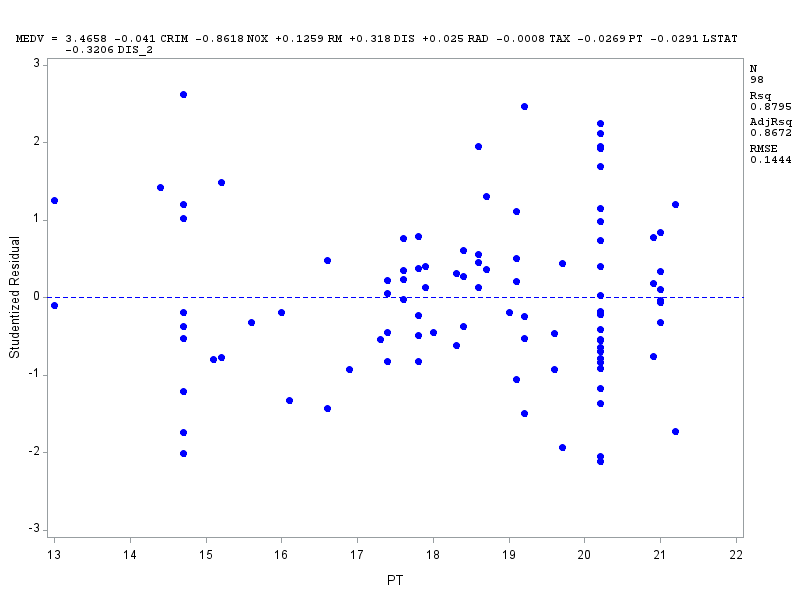 MEDV = 3.4658 -0.041 CRIM -0.8618 NOX +0.1259 RM +0.318 DIS +0.025 RAD -0.0008 TAX -0.0269 PT -0.0291 LSTAT
-0.3206 DIS_2
N
98
Rsq
0.8795
AdjRsq
0.8672
RMSE
0.1444
3
2
1
0
-1
-2
-3
Studentized Residual
13 14 15 16 17 18 19 20 21 22
PT